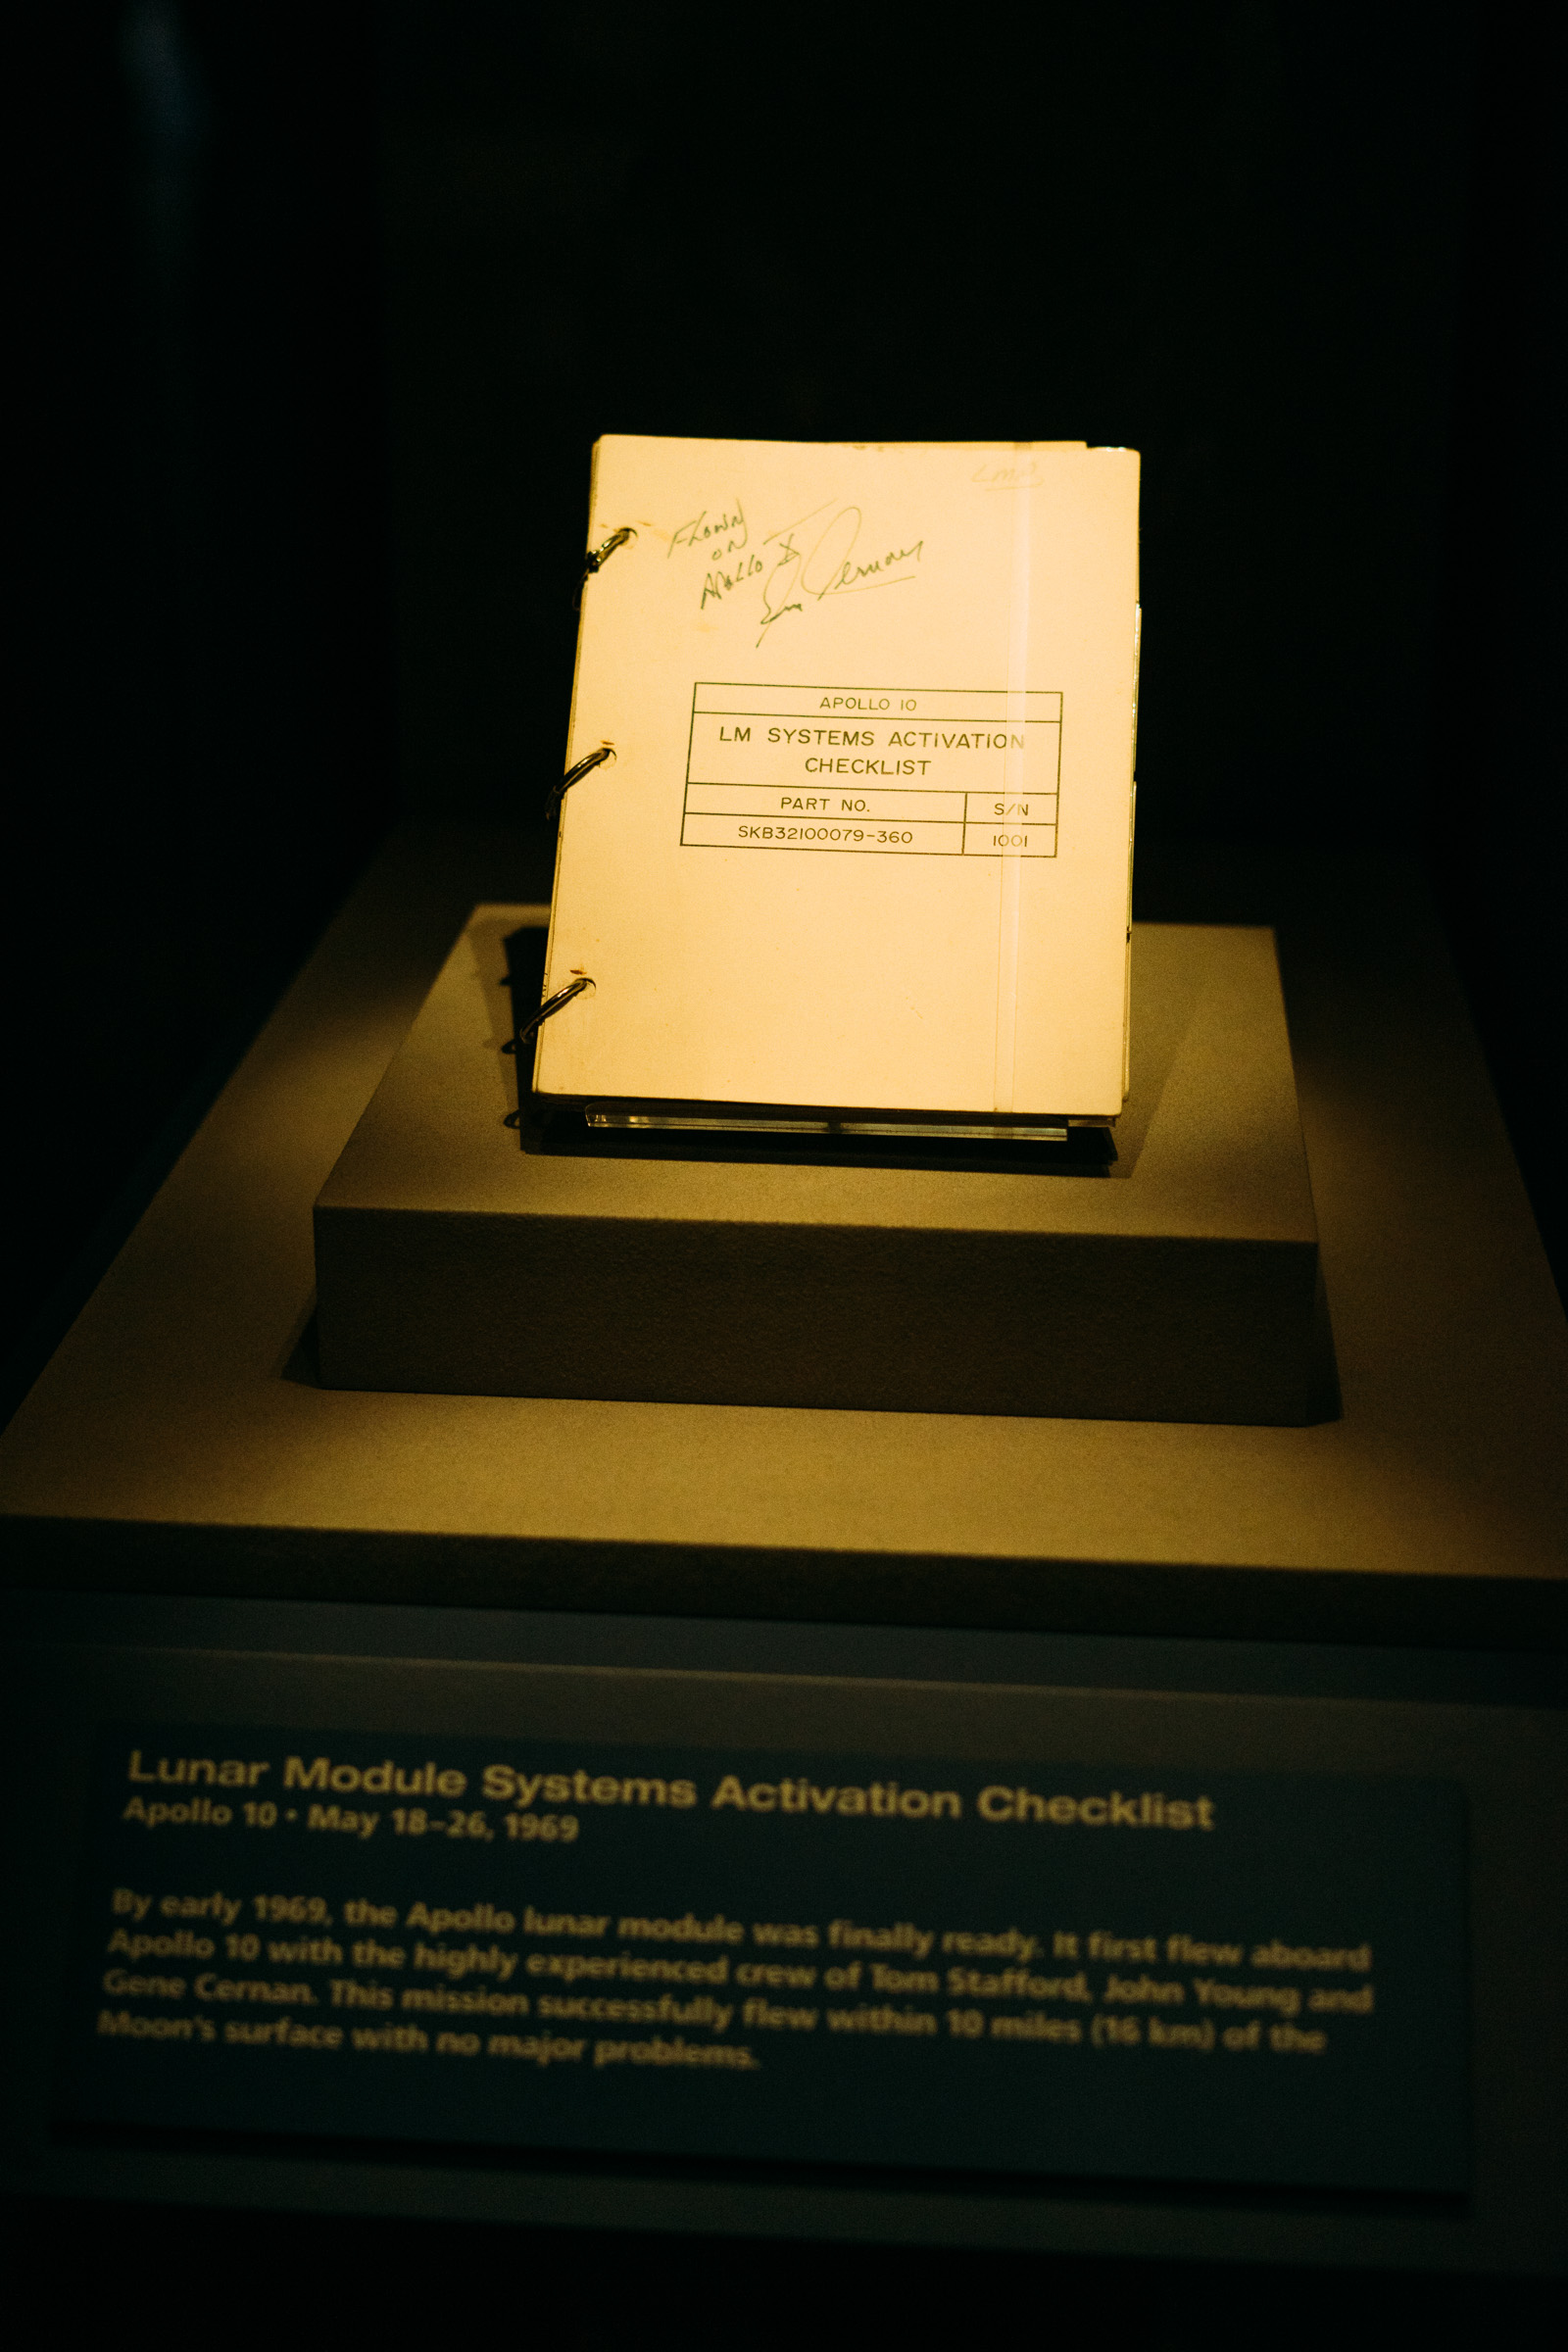 LMP
FLOWN
ON
APOLLO X
Gene Cernan
APOLLO 10
LM SYSTEMS ACTIVATION
CHECKLIST
PART NO. S/N
SKB32100079-360 1001
Lunar Module Systems Activation Checklist
Apollo 10 • May 18–26, 1969
By early 1969, the Apollo lunar module was finally ready. It first flew aboard
Apollo 10 with the highly experienced crew of Tom Stafford, John Young and
Gene Cernan. This mission successfully flew within 10 miles (16 km) of the
Moon's surface with no major problems.